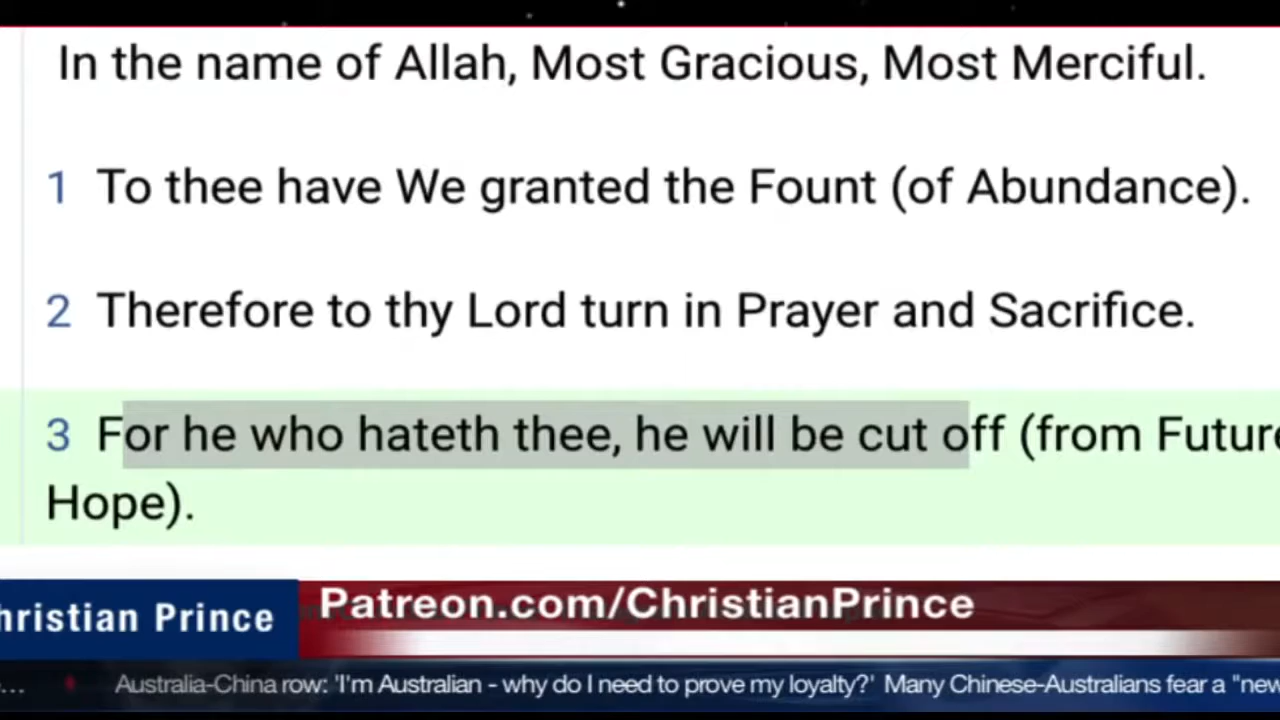 In the name of Allah, Most Gracious, Most Merciful.
1 To thee have We granted the Fount (of Abundance).
2 Therefore to thy Lord turn in Prayer and Sacrifice.
3 For he who hateth thee, he will be cut off (from Future
Hope).
hristian Prince
Patreon.com/ChristianPrince
... Australia-China row: 'I'm Australian - why do I need to prove my loyalty?' Many Chinese-Australians fear a "new